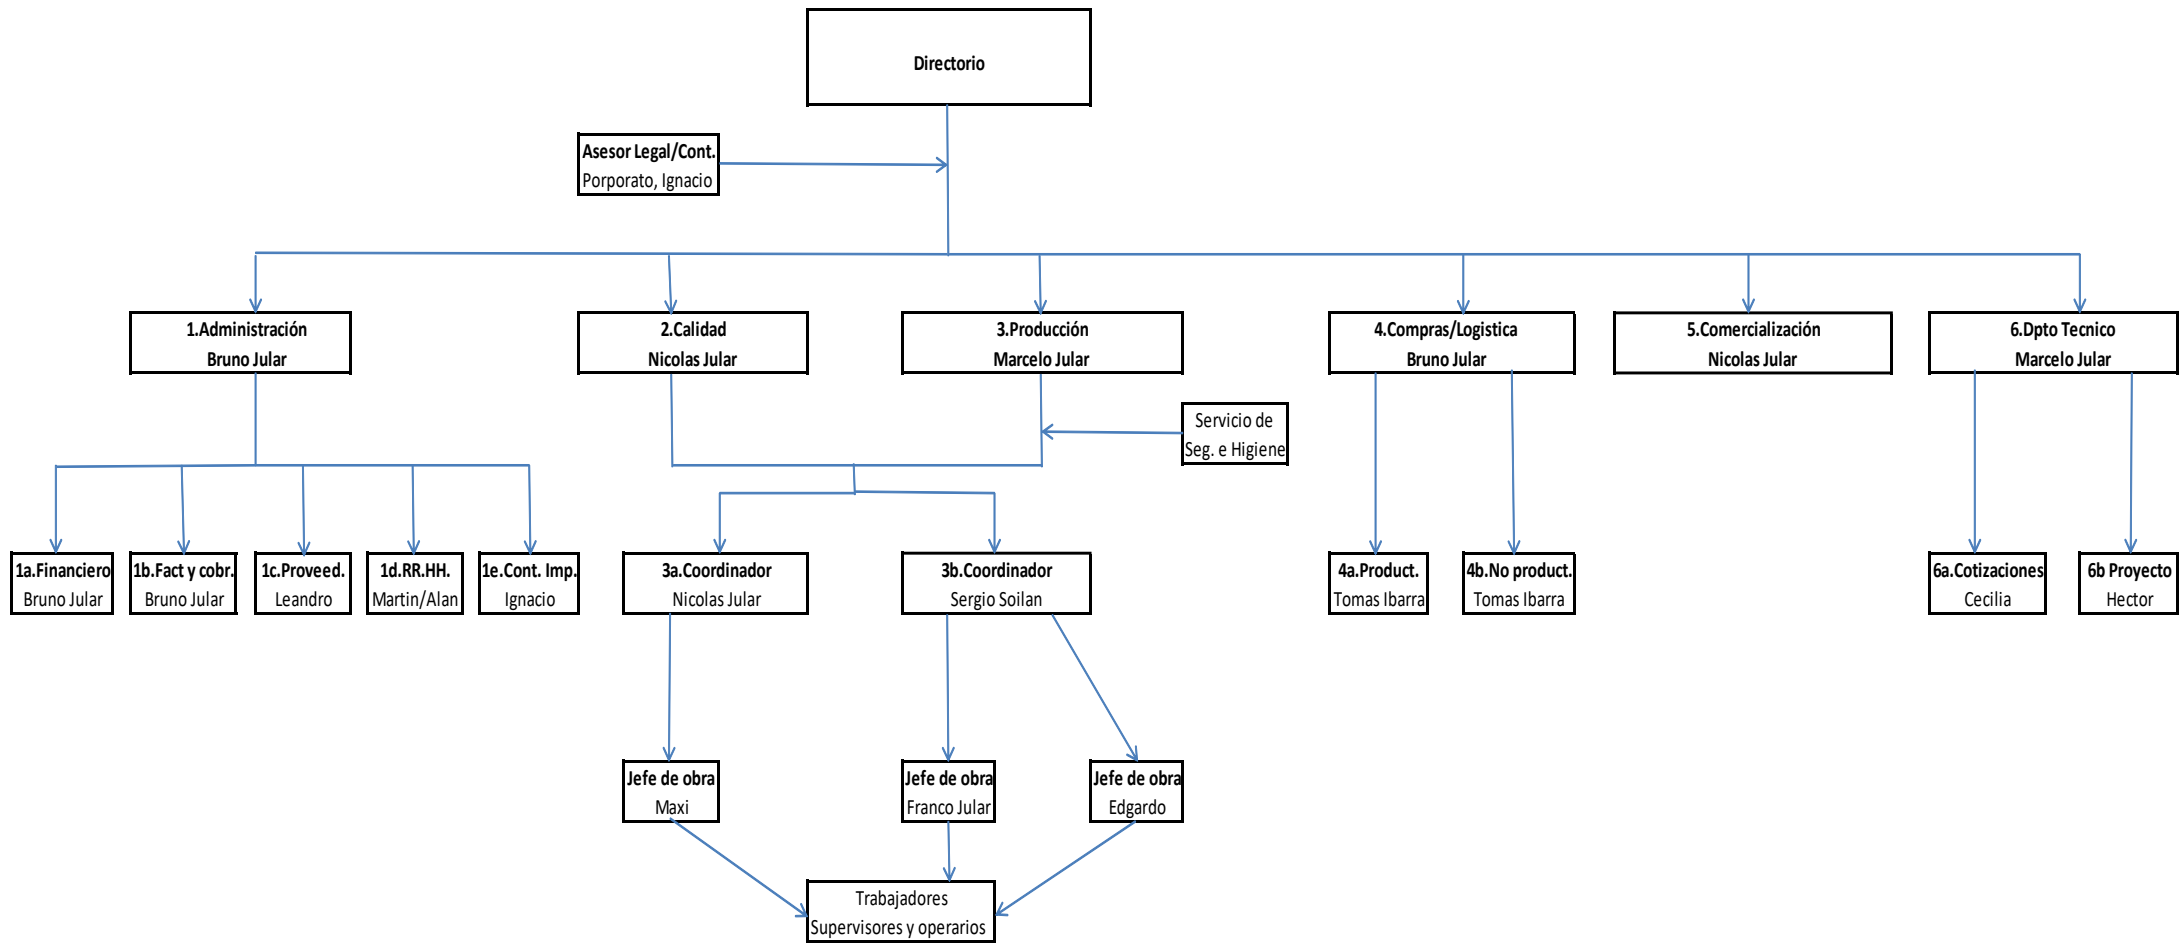 Directorio
Asesor Legal/Cont.
Porporato, Ignacio
1.Administración
Bruno Jular
2.Calidad
Nicolas Jular
3.Producción
Marcelo Jular
4.Compras/Logistica
Bruno Jular
5.Comercialización
Nicolas Jular
6.Dpto Tecnico
Marcelo Jular
Servicio de
Seg. e Higiene
1a.Financiero
Bruno Jular
1b.Fact y cobr.
Bruno Jular
1c.Proveed.
Leandro
1d.RR.HH.
Martin/Alan
1e.Cont. Imp.
Ignacio
3a.Coordinador
Nicolas Jular
3b.Coordinador
Sergio Soilan
4a.Product.
Tomas Ibarra
4b.No product.
Tomas Ibarra
6a.Cotizaciones
Cecilia
6b Proyecto
Hector
Jefe de obra
Maxi
Jefe de obra
Franco Jular
Jefe de obra
Edgardo
Trabajadores
Supervisores y operarios